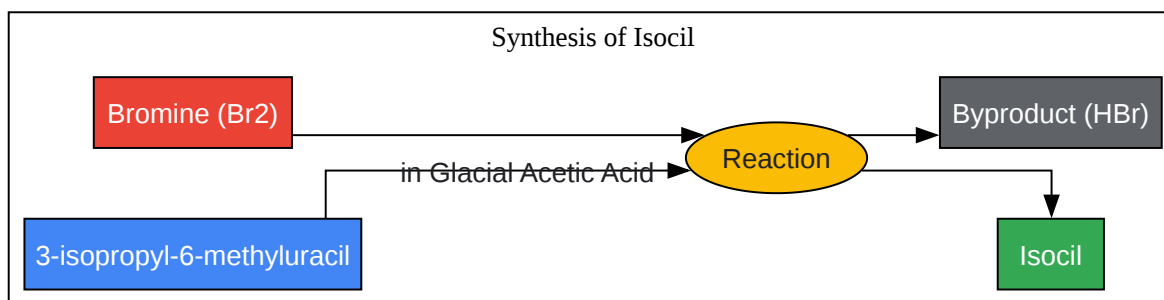 Synthesis of Isocil
Bromine (Br2)
Byproduct (HBr)
Reaction
in Glacial Acetic Acid
3-isopropyl-6-methyluracil
Isocil